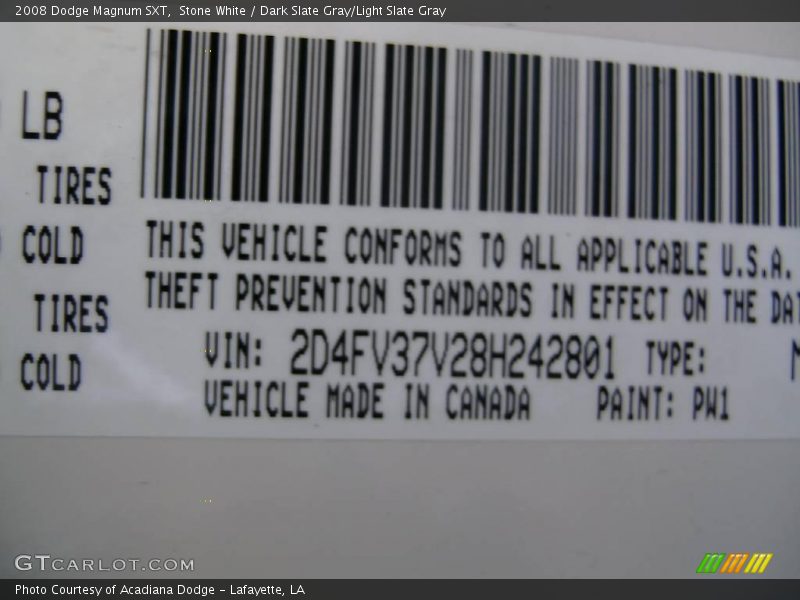 2008 Dodge Magnum SXT,  Stone White / Dark Slate Gray/Light Slate Gray
LB
TIRES
COLD
TIRES
COLD
THIS VEHICLE CONFORMS TO ALL APPLICABLE U.S.A.
THEFT PREVENTION STANDARDS IN EFFECT ON THE DAT
VIN: 2D4FV37V28H242801 TYPE: M
VEHICLE MADE IN CANADA PAINT: PW1
GTCARLOT.COM
Photo Courtesy of Acadiana Dodge - Lafayette, LA